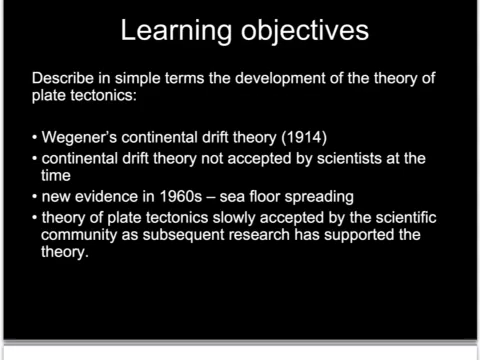 Learning objectives
Describe in simple terms the development of the theory of
plate tectonics:
• Wegener's continental drift theory (1914)
• continental drift theory not accepted by scientists at the
time
• new evidence in 1960s – sea floor spreading
• theory of plate tectonics slowly accepted by the scientific
community as subsequent research has supported the
theory.